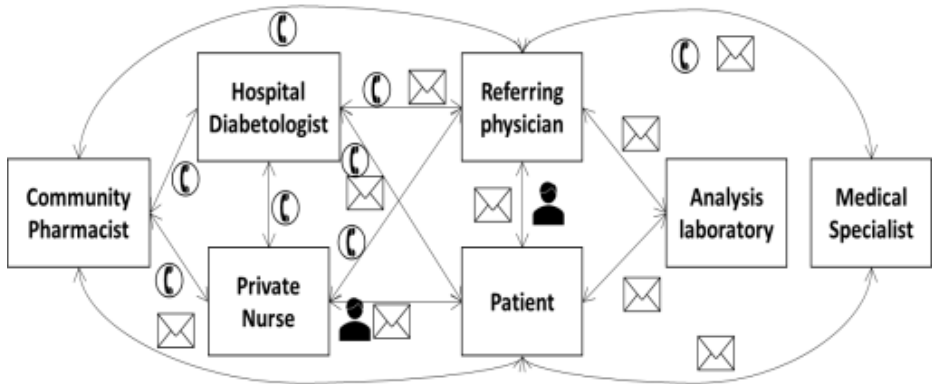 Hospital
Diabetologist
Referring
physician
Community
Pharmacist
Analysis
laboratory
Medical
Specialist
Private
Nurse
Patient